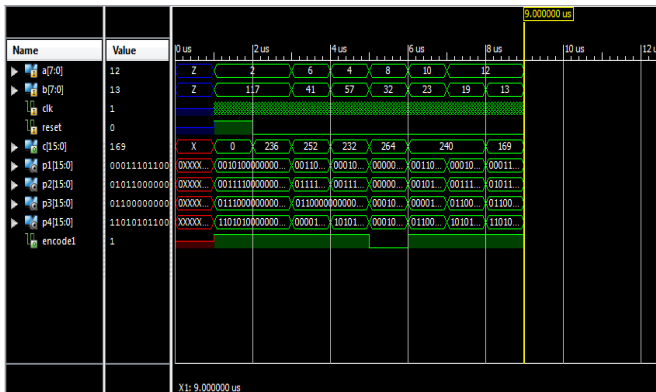 9.000000 us
Name Value 0 us 2 us 4 us 6 us 8 us 10 us 12 u
a[7:0] 12 Z 2 6 4 8 10 12
b[7:0] 13 Z 117 41 57 32 23 19 13
clk 1
reset 0
c[15:0] 169 X 0 236 252 232 264 240 169
p1[15:0] 00011101100 0XXXX... 0010100000000... 00110... 00010... 00000... 00110... 00010... 00011...
p2[15:0] 01011000000 0XXXX... 0011110000000... 01111... 00111... 00000... 00101... 00111... 01011...
p3[15:0] 01100000000 0XXXX... 0111000000000... 0110000000000... 00010... 00001... 01100... 01100...
p4[15:0] 11010101100 XXXXX... 1101010000000... 00001... 10101... 00010... 01100... 10101... 11010...
encode1 1
X1: 9.000000 us